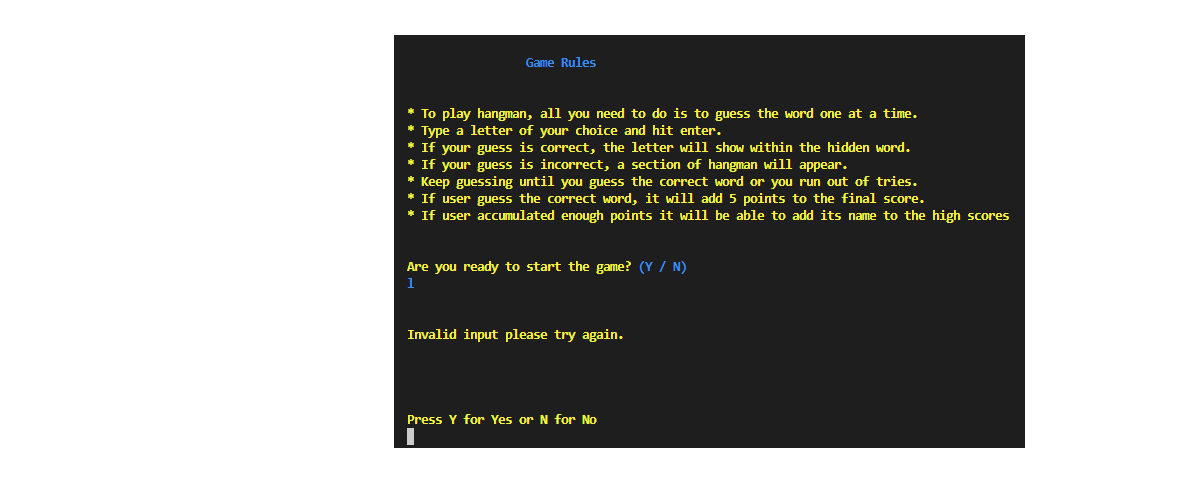 Game Rules
* To play hangman, all you need to do is to guess the word one at a time.
* Type a letter of your choice and hit enter.
* If your guess is correct, the letter will show within the hidden word.
* If your guess is incorrect, a section of hangman will appear.
* Keep guessing until you guess the correct word or you run out of tries.
* If user guess the correct word, it will add 5 points to the final score.
* If user accumulated enough points it will be able to add its name to the high scores
Are you ready to start the game? (Y / N)
l
Invalid input please try again.
Press Y for Yes or N for No